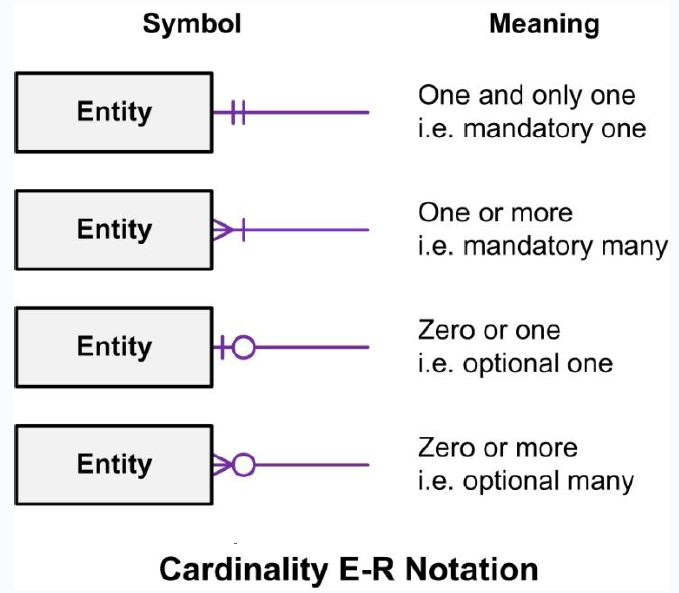 Symbol Meaning
Entity
One and only one
i.e. mandatory one
Entity
One or more
i.e. mandatory many
Entity
Zero or one
i.e. optional one
Entity
Zero or more
i.e. optional many
Cardinality E-R Notation